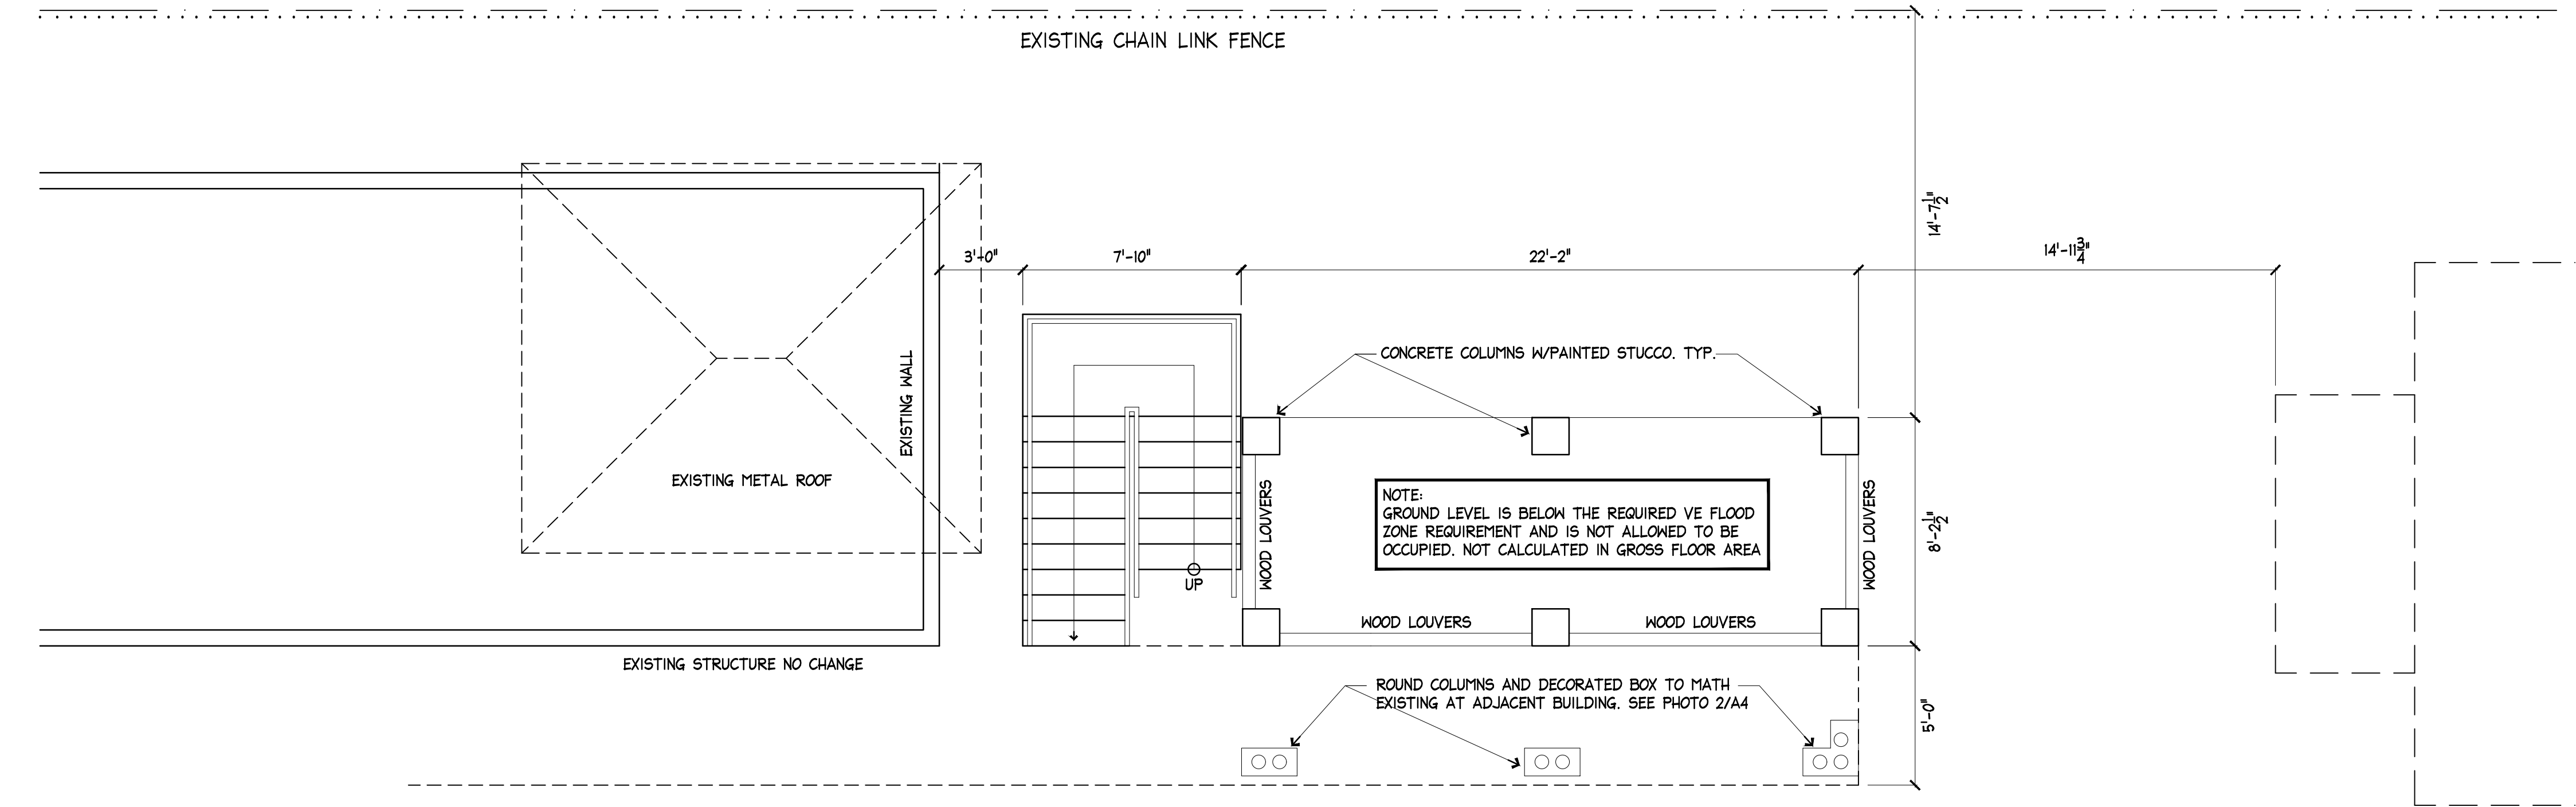 EXISTING CHAIN LINK FENCE
14'-7 1/2"
3'-0"
7'-10"
22'-2"
14'-11 3/4"
CONCRETE COLUMNS W/PAINTED STUCCO. TYP.
EXISTING WALL
EXISTING METAL ROOF
WOOD LOUVERS
NOTE:
GROUND LEVEL IS BELOW THE REQUIRED VE FLOOD
ZONE REQUIREMENT AND IS NOT ALLOWED TO BE
OCCUPIED. NOT CALCULATED IN GROSS FLOOR AREA
WOOD LOUVERS
8'-2 1/2"
UP
WOOD LOUVERS
WOOD LOUVERS
EXISTING STRUCTURE NO CHANGE
ROUND COLUMNS AND DECORATED BOX TO MATH
EXISTING AT ADJACENT BUILDING. SEE PHOTO 2/A4
5'-0"